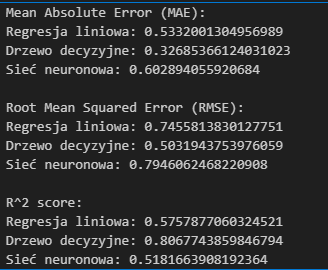 Mean Absolute Error (MAE):
Regresja liniowa: 0.5332001304956989
Drzewo decyzyjne: 0.32685366124031023
Sieć neuronowa: 0.602894055920684
Root Mean Squared Error (RMSE):
Regresja liniowa: 0.7455813830127751
Drzewo decyzyjne: 0.5031943753976059
Sieć neuronowa: 0.7946062468220908
R^2 score:
Regresja liniowa: 0.5757877060324521
Drzewo decyzyjne: 0.8067743859846794
Sieć neuronowa: 0.5181663908192364